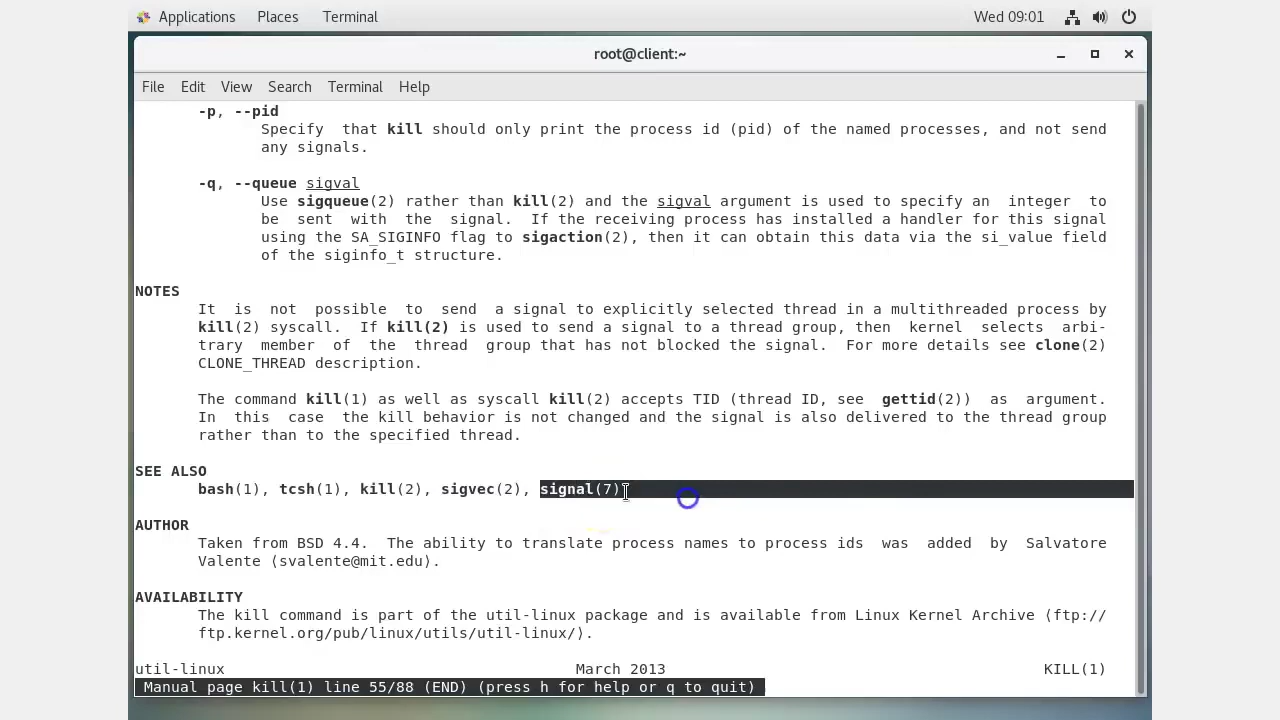 Applications Places Terminal Wed 09:01
root@client:~
File Edit View Search Terminal Help
-p, --pid
Specify that kill should only print the process id (pid) of the named processes, and not send
any signals.
-q, --queue sigval
Use sigqueue(2) rather than kill(2) and the sigval argument is used to specify an integer to
be sent with the signal. If the receiving process has installed a handler for this signal
using the SA_SIGINFO flag to sigaction(2), then it can obtain this data via the si_value field
of the siginfo_t structure.
NOTES
It is not possible to send a signal to explicitly selected thread in a multithreaded process by
kill(2) syscall. If kill(2) is used to send a signal to a thread group, then kernel selects arbi-
trary member of the thread group that has not blocked the signal. For more details see clone(2)
CLONE_THREAD description.
The command kill(1) as well as syscall kill(2) accepts TID (thread ID, see gettid(2)) as argument.
In this case the kill behavior is not changed and the signal is also delivered to the thread group
rather than to the specified thread.
SEE ALSO
bash(1), tcsh(1), kill(2), sigvec(2), signal(7)
AUTHOR
Taken from BSD 4.4. The ability to translate process names to process ids was added by Salvatore
Valente ⟨svalente@mit.edu⟩.
AVAILABILITY
The kill command is part of the util-linux package and is available from Linux Kernel Archive ⟨ftp://
ftp.kernel.org/pub/linux/utils/util-linux/⟩.
util-linux March 2013 KILL(1)
Manual page kill(1) line 55/88 (END) (press h for help or q to quit)